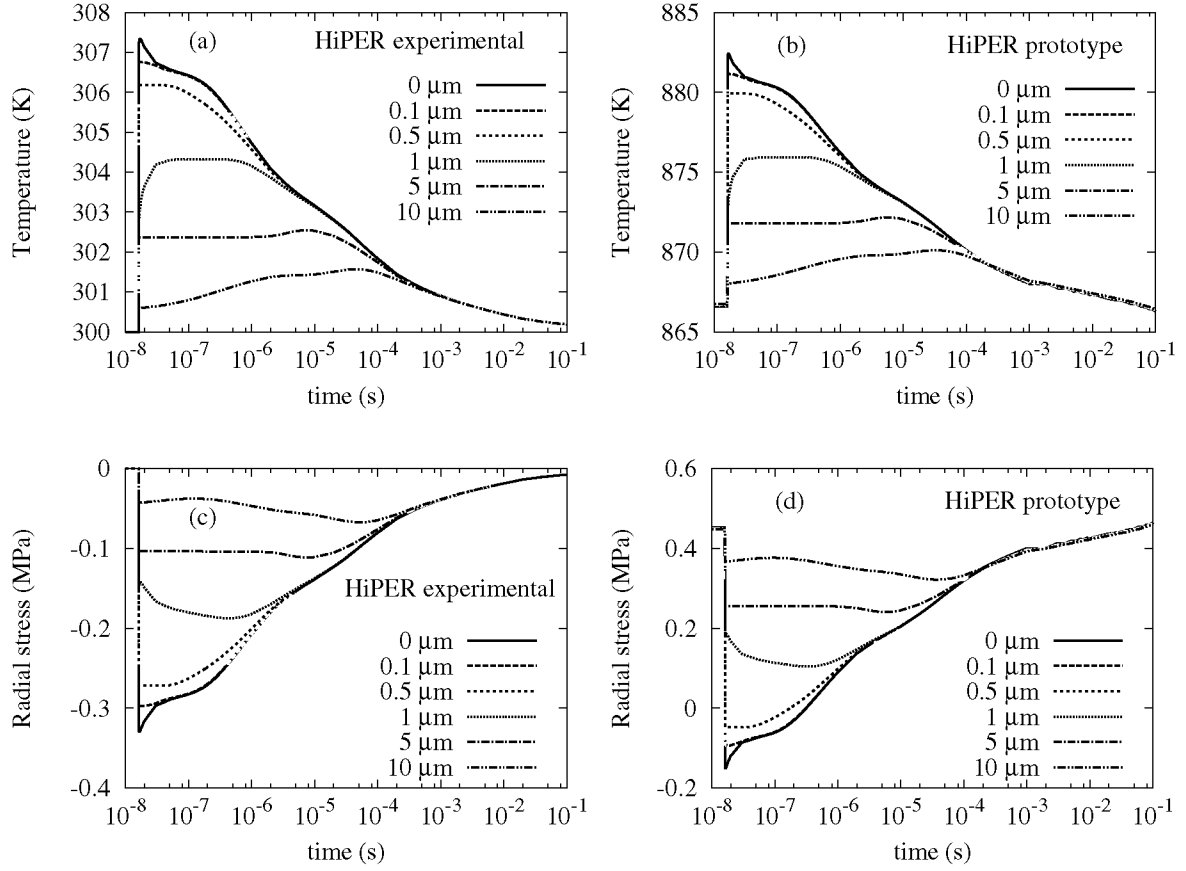 308
307
306
305
304
303
302
301
300
Temperature (K)
(a)
HiPER experimental
0 µm
0.1 µm
0.5 µm
1 µm
5 µm
10 µm
10-8 10-7 10-6 10-5 10-4 10-3 10-2 10-1
time (s)
885
880
875
870
865
Temperature (K)
(b)
HiPER prototype
0 µm
0.1 µm
0.5 µm
1 µm
5 µm
10 µm
10-8 10-7 10-6 10-5 10-4 10-3 10-2 10-1
time (s)
0
-0.1
-0.2
-0.3
-0.4
Radial stress (MPa)
(c)
HiPER experimental
0 µm
0.1 µm
0.5 µm
1 µm
5 µm
10 µm
10-8 10-7 10-6 10-5 10-4 10-3 10-2 10-1
time (s)
0.6
0.4
0.2
0
-0.2
Radial stress (MPa)
(d)
HiPER prototype
0 µm
0.1 µm
0.5 µm
1 µm
5 µm
10 µm
10-8 10-7 10-6 10-5 10-4 10-3 10-2 10-1
time (s)